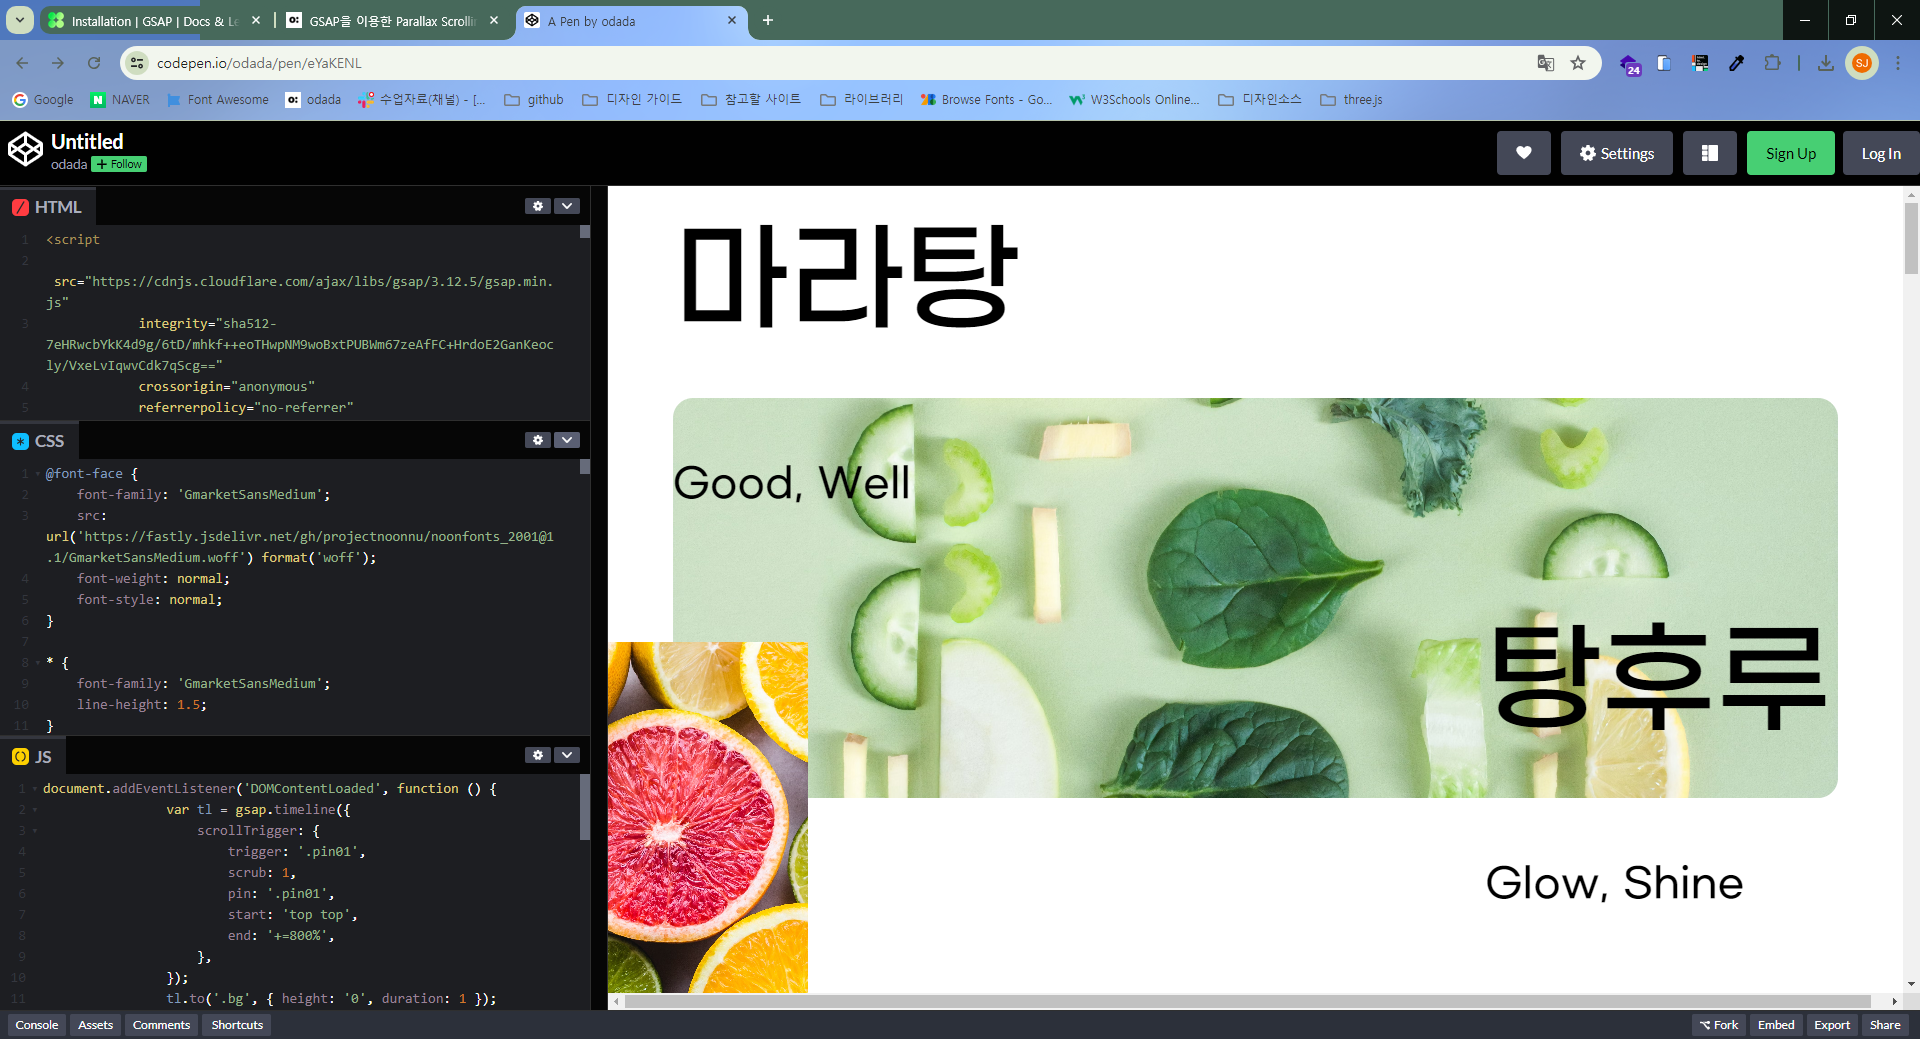 Installation | GSAP | Docs & Le
GSAP을 이용한 Parallax Scrollin
A Pen by odada
codepen.io/odada/pen/eYaKENL
24
SJ
Google
NAVER
Font Awesome
odada
수업자료(채널) - [...
github
디자인 가이드
참고할 사이트
라이브러리
Browse Fonts - Go...
W3Schools Online...
디자인소스
three.js
Untitled
odada + Follow
Settings
Sign Up
Log In
HTML
1 <script
2
src="https://cdnjs.cloudflare.com/ajax/libs/gsap/3.12.5/gsap.min.
js"
3 integrity="sha512-
7eHRwcbYkK4d9g/6tD/mhkf++eoTHwpNM9woBxtPUBWm67zeAfFC+HrdoE2GanKeoc
ly/VxeLvIqwvCdk7qScg=="
4 crossorigin="anonymous"
5 referrerpolicy="no-referrer"
CSS
1 @font-face {
2 font-family: 'GmarketSansMedium';
3 src:
url('https://fastly.jsdelivr.net/gh/projectnoonnu/noonfonts_2001@1
.1/GmarketSansMedium.woff') format('woff');
4 font-weight: normal;
5 font-style: normal;
6 }
7
8 * {
9 font-family: 'GmarketSansMedium';
10 line-height: 1.5;
11 }
JS
1 document.addEventListener('DOMContentLoaded', function () {
2 var tl = gsap.timeline({
3 scrollTrigger: {
4 trigger: '.pin01',
5 scrub: 1,
6 pin: '.pin01',
7 start: 'top top',
8 end: '+=800%',
9 },
10 });
11 tl.to('.bg', { height: '0', duration: 1 });
마라탕
Good, Well
탕후루
Glow, Shine
Console
Assets
Comments
Shortcuts
Fork
Embed
Export
Share